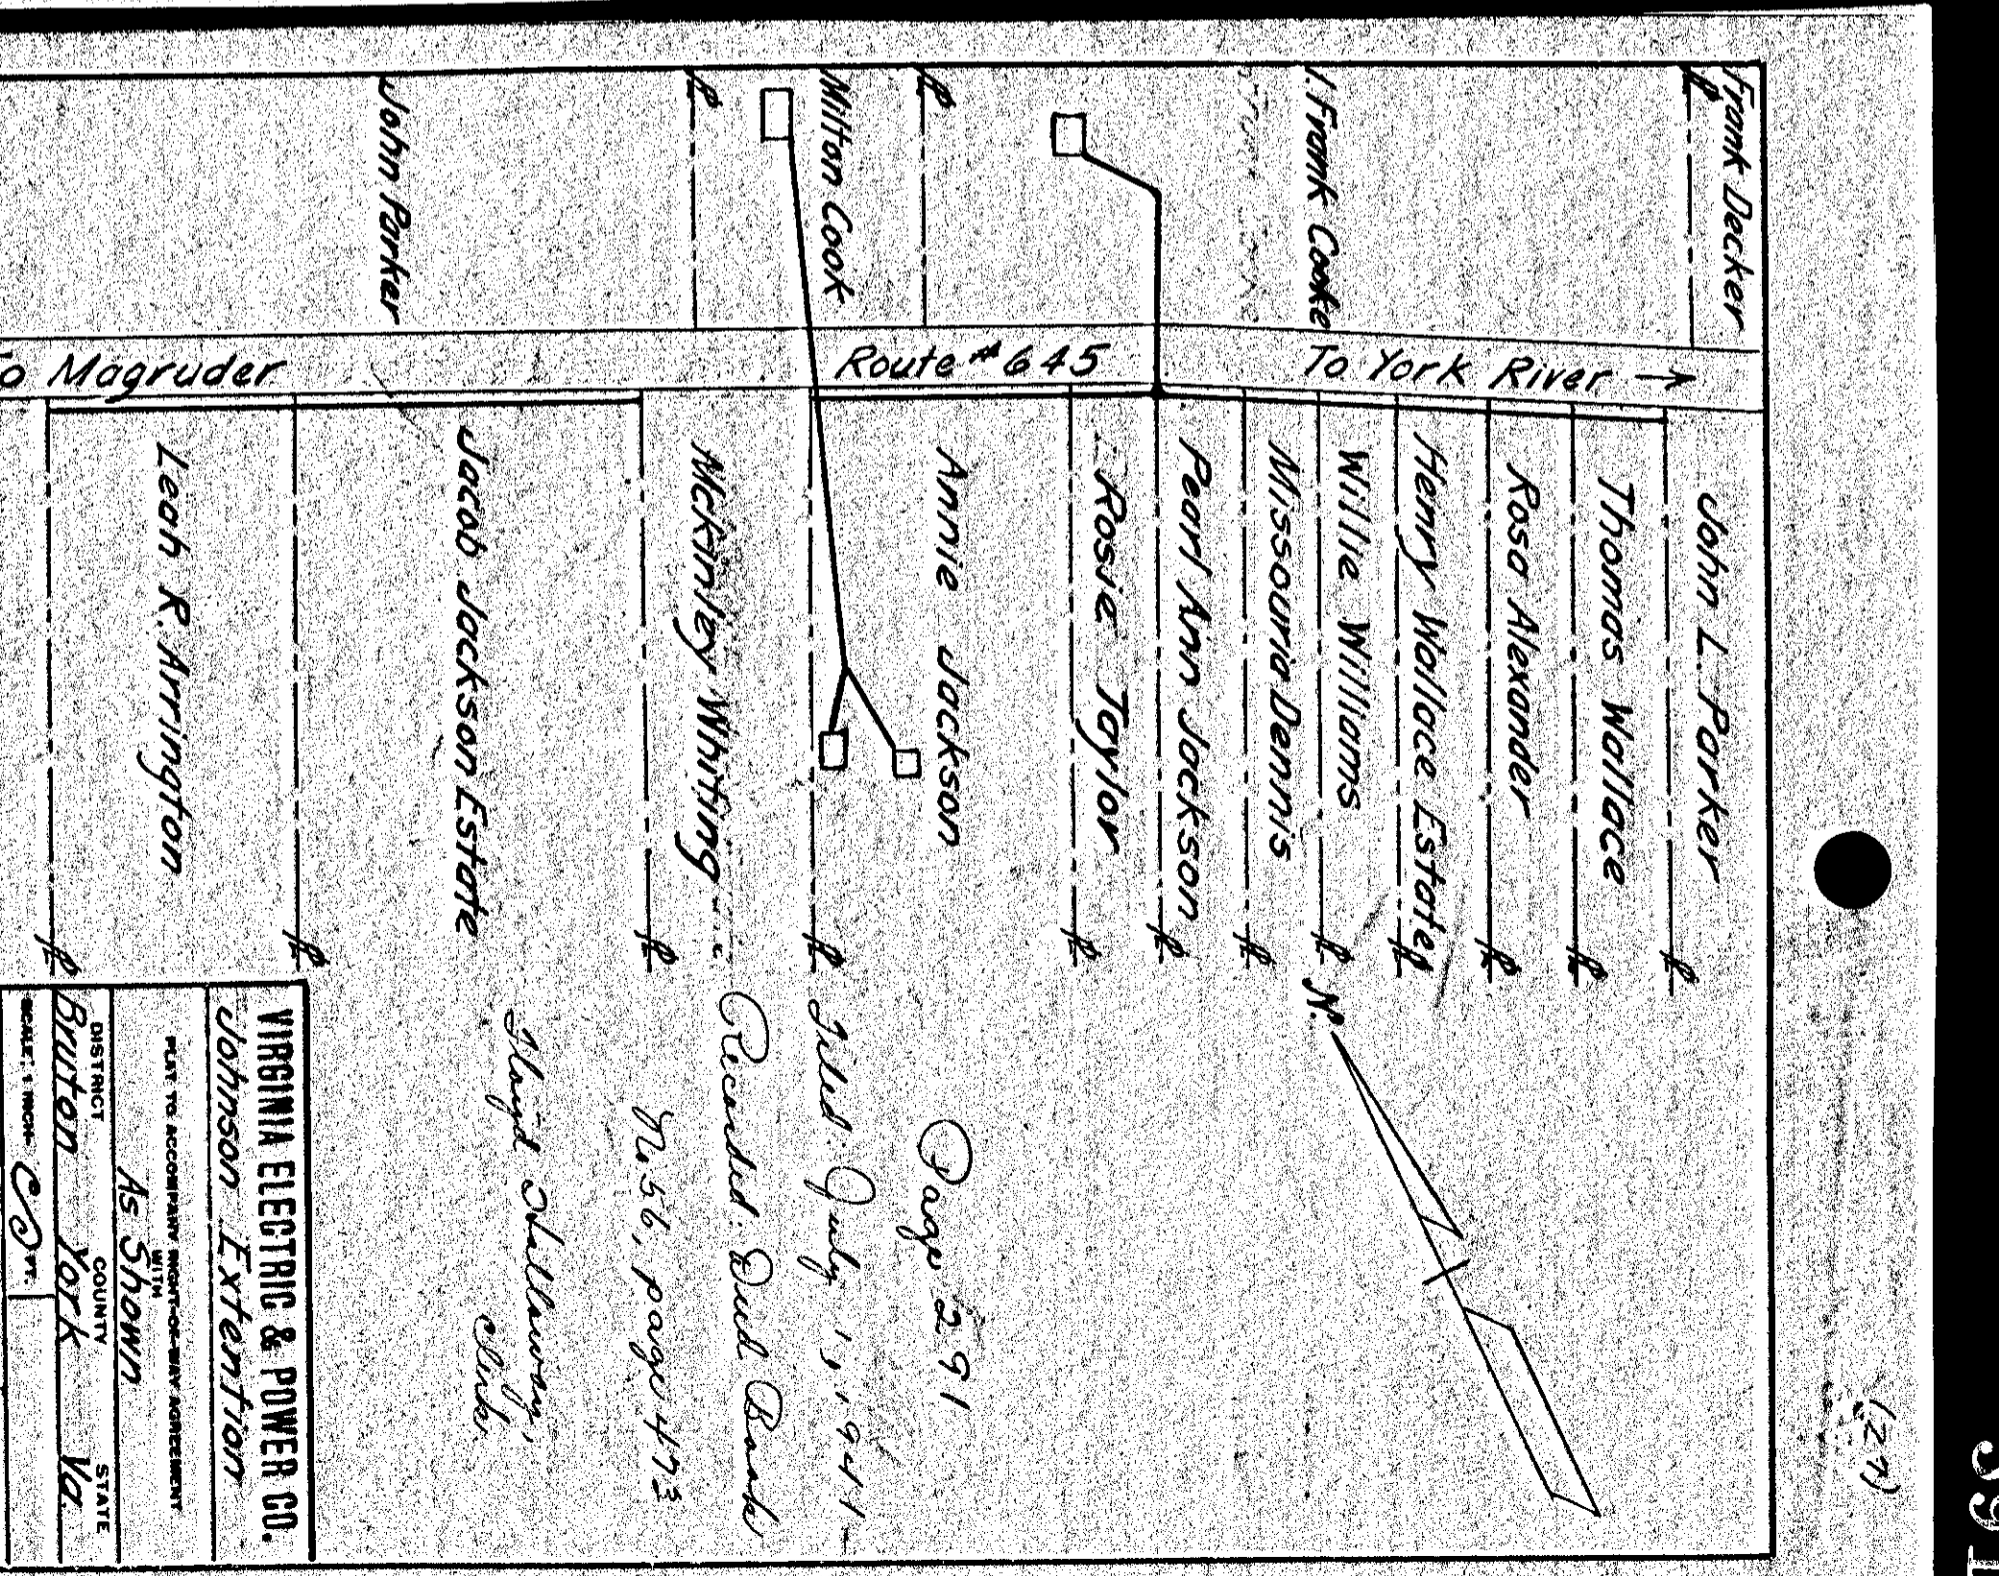 Frank Decker
I Frank Cooke
Milton Cook
John Parker
To Magruder
Route #645
To York River →
John L. Parker
Thomas Wallace
Rosa Alexander
Henry Wallace Estate
Willie Williams
Missouria Dennis
Pearl Ann Jackson
Rosie Taylor
Annie Jackson
McKinley Whiting
Jacob Jackson Estate
Leah R. Arrington
N.
Page 291
Filed: July 1, 1941
Recorded: Deed Book
No 56, page 473
Floyd Holloway,
Clerk.
VIRGINIA ELECTRIC & POWER CO.
Johnson Extention
PLAT TO ACCOMPANY RIGHT-OF-WAY AGREEMENT
WITH
As Shown
DISTRICT COUNTY STATE
Bruton York Va.
SCALE: 1 INCH= FT.
(27)
291